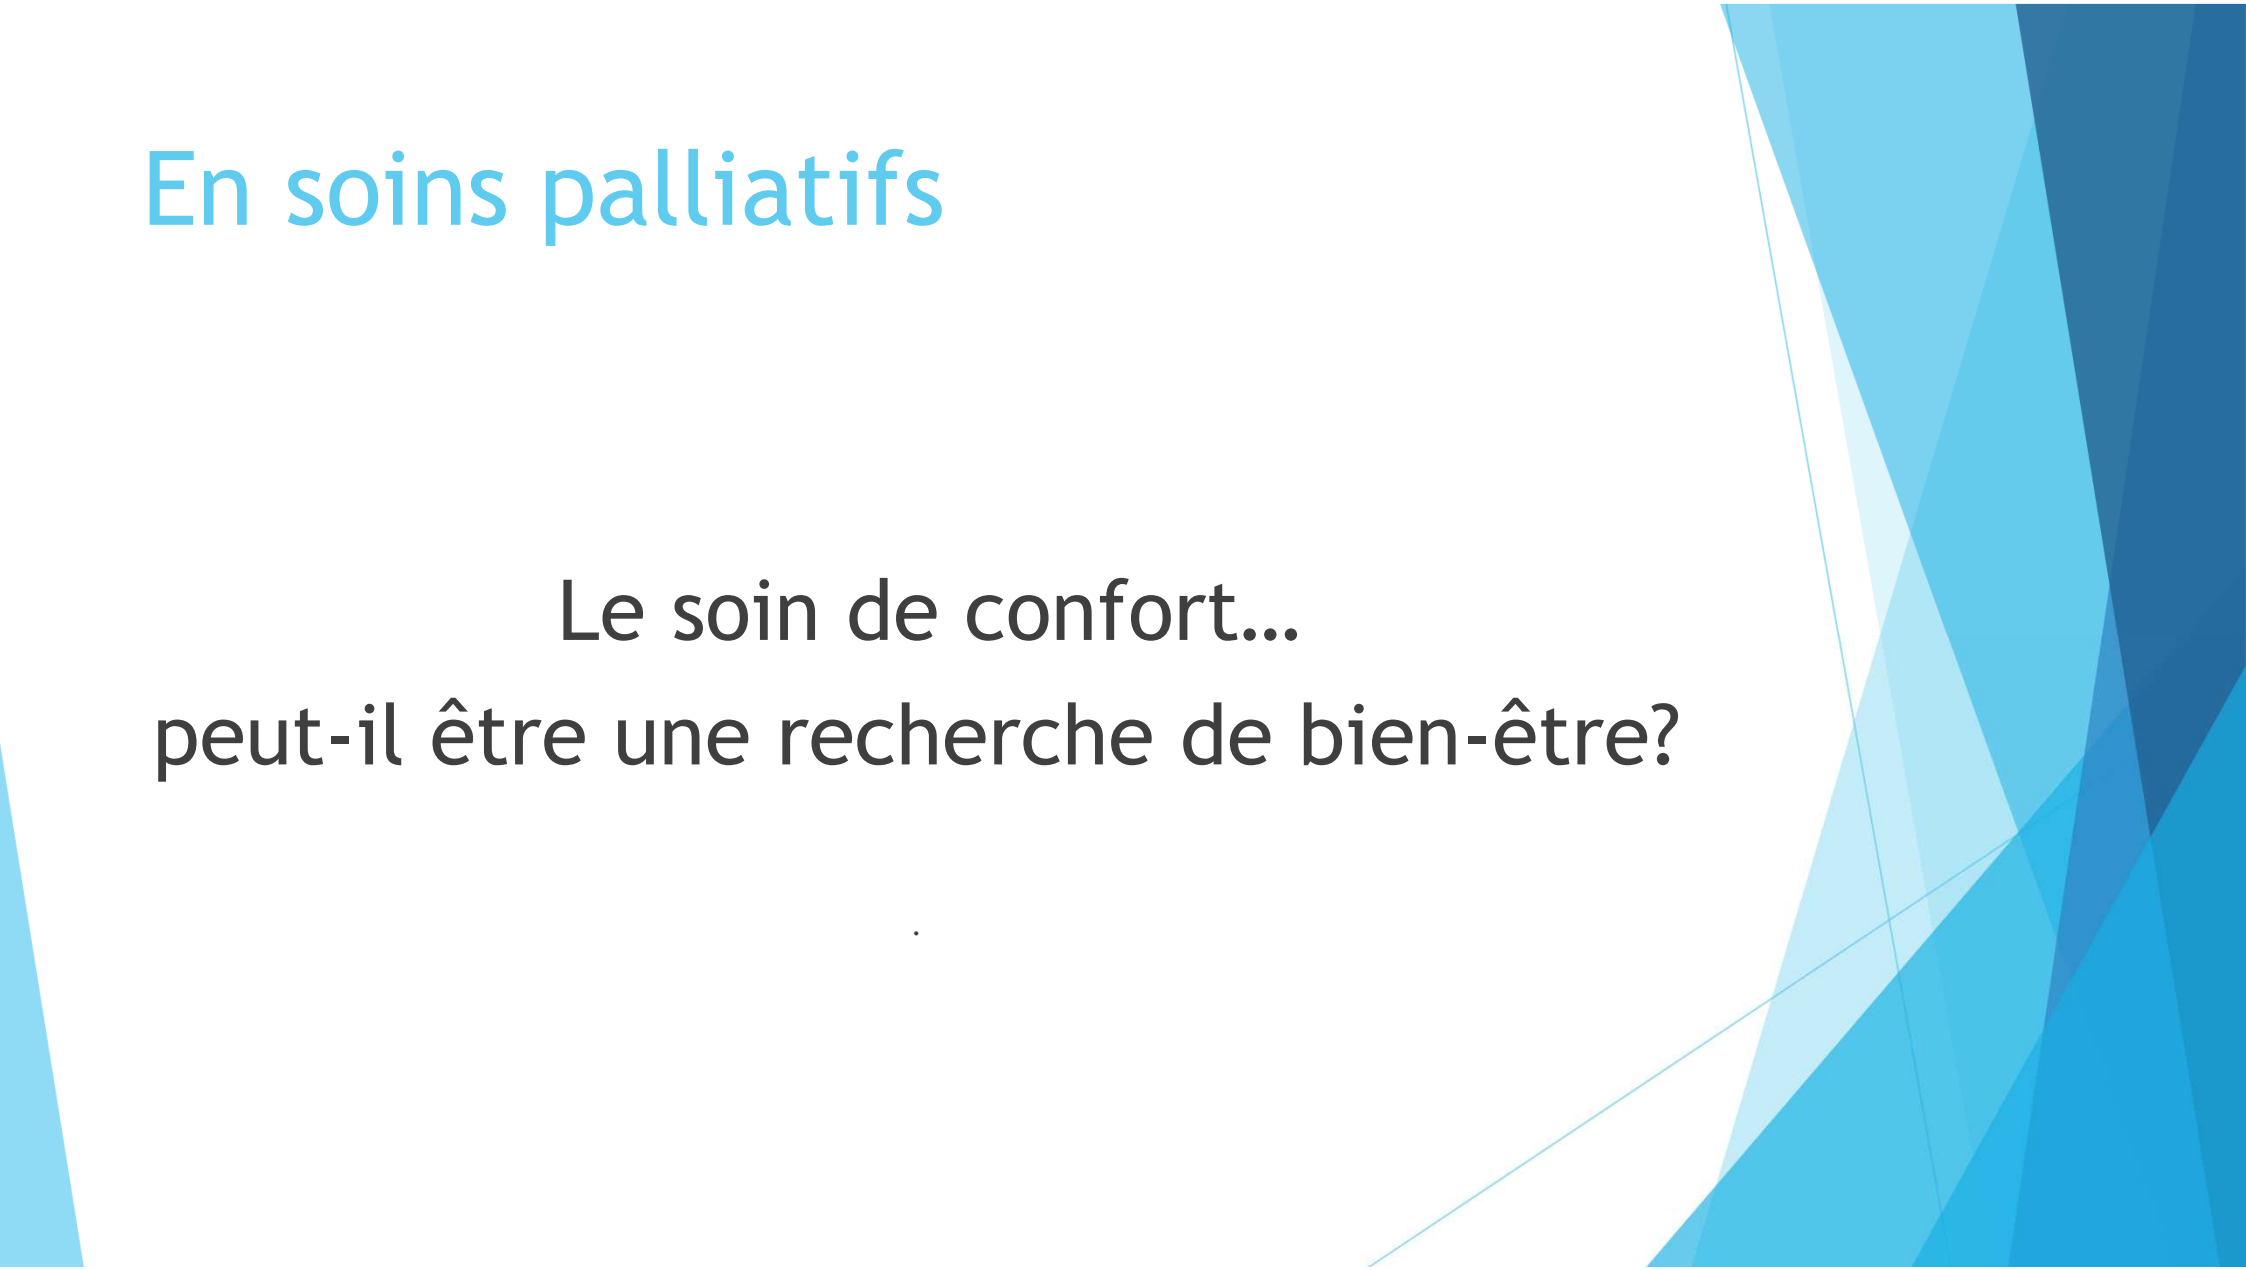 En soins palliatifs
Le soin de confort…
peut-il être une recherche de bien-être?
.